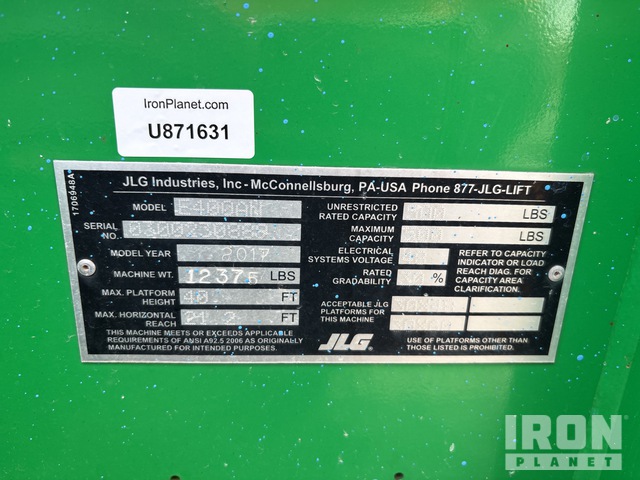 IronPlanet.com
U871631
1706948A
JLG Industries, Inc - McConnellsburg, PA-USA Phone 877-JLG-LIFT
MODEL E400AN
SERIAL NO.
MODEL YEAR 2017
MACHINE WT. 12375 LBS
MAX. PLATFORM HEIGHT 40 FT
MAX. HORIZONTAL REACH 21.2 FT
THIS MACHINE MEETS OR EXCEEDS APPLICABLE
REQUIREMENTS OF ANSI A92.5 2006 AS ORIGINALLY
MANUFACTURED FOR INTENDED PURPOSES.
UNRESTRICTED RATED CAPACITY LBS
MAXIMUM CAPACITY LBS
ELECTRICAL SYSTEMS VOLTAGE
RATED GRADABILITY %
REFER TO CAPACITY
INDICATOR OR LOAD
REACH DIAG. FOR
CAPACITY AREA
CLARIFICATION.
ACCEPTABLE JLG
PLATFORMS FOR
THIS MACHINE
JLG
USE OF PLATFORMS OTHER THAN
THOSE LISTED IS PROHIBITED.
IRON
PLANET